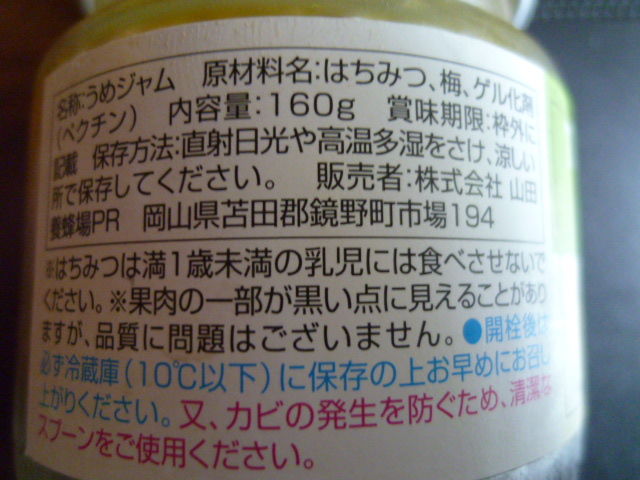 名称:うめジャム 原材料名:はちみつ、梅、ゲル化剤
(ペクチン) 内容量:160g 賞味期限:枠外に
記載 保存方法:直射日光や高温多湿をさけ、涼しい
所で保存してください。 販売者:株式会社 山田
養蜂場PR 岡山県苫田郡鏡野町市場194
※はちみつは満1歳未満の乳児には食べさせないで
ください。※果肉の一部が黒い点に見えることがあり
ますが、品質に問題はございません。●開栓後は
必ず冷蔵庫(10℃以下)に保存の上お早めにお召し
上がりください。又、カビの発生を防ぐため、清潔な
スプーンをご使用ください。